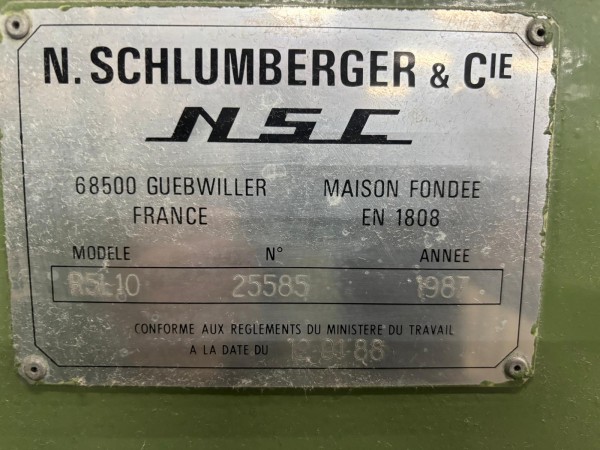 N. SCHLUMBERGER & CIE
NSC
68500 GUEBWILLER MAISON FONDEE
FRANCE EN 1808
MODELE N° ANNEE
25585 1987
CONFORME AUX REGLEMENTS DU MINISTERE DU TRAVAIL
A LA DATE DU